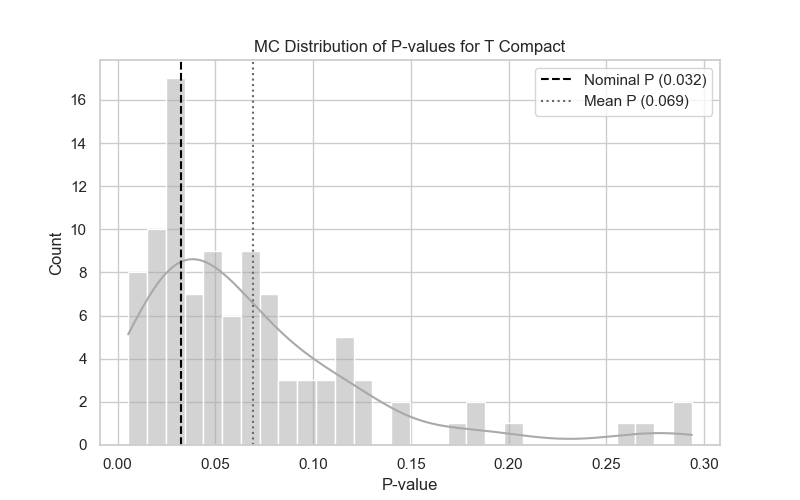 MC Distribution of P-values for T Compact
Nominal P (0.032)
Mean P (0.069)
16
14
12
10
8
6
4
2
0
Count
0.00 0.05 0.10 0.15 0.20 0.25 0.30
P-value